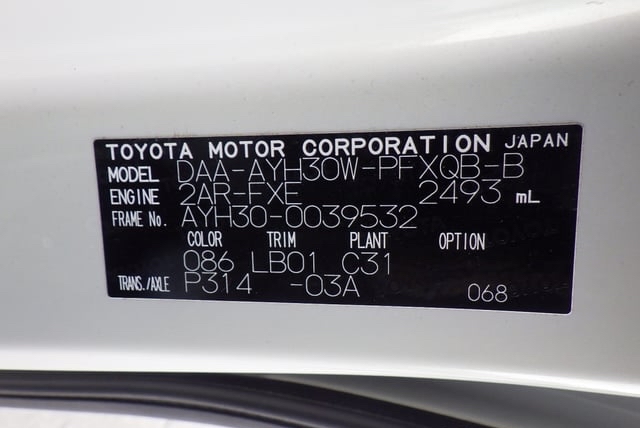 TOYOTA MOTOR CORPORATION JAPAN
MODEL DAA-AYH30W-PFXQB-B
ENGINE 2AR-FXE 2493 mL
FRAME No. AYH30-0039532
COLOR TRIM PLANT OPTION
086 LB01 C31
TRANS./AXLE P314 -03A 068